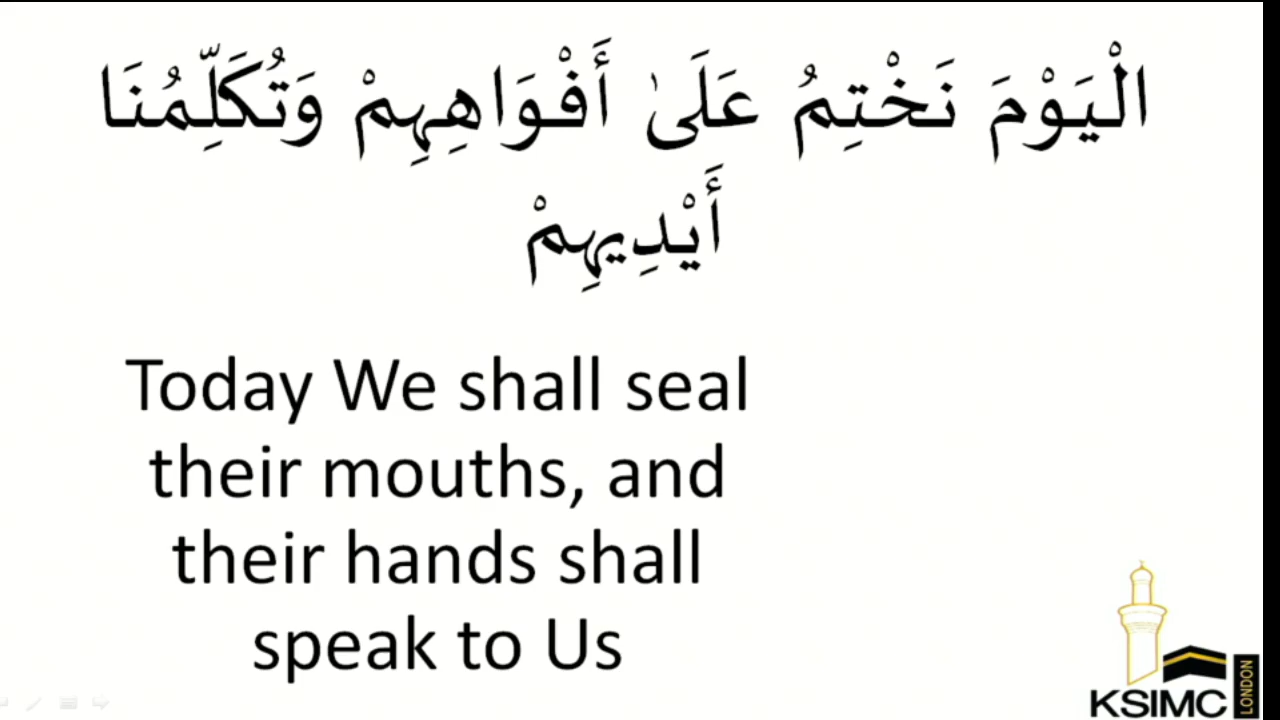 الْيَوْمَ نَخْتِمُ عَلَىٰ أَفْوَاهِهِمْ وَتُكَلِّمُنَا
أَيْدِيهِمْ
Today We shall seal
their mouths, and
their hands shall
speak to Us
KSIMC
LONDON